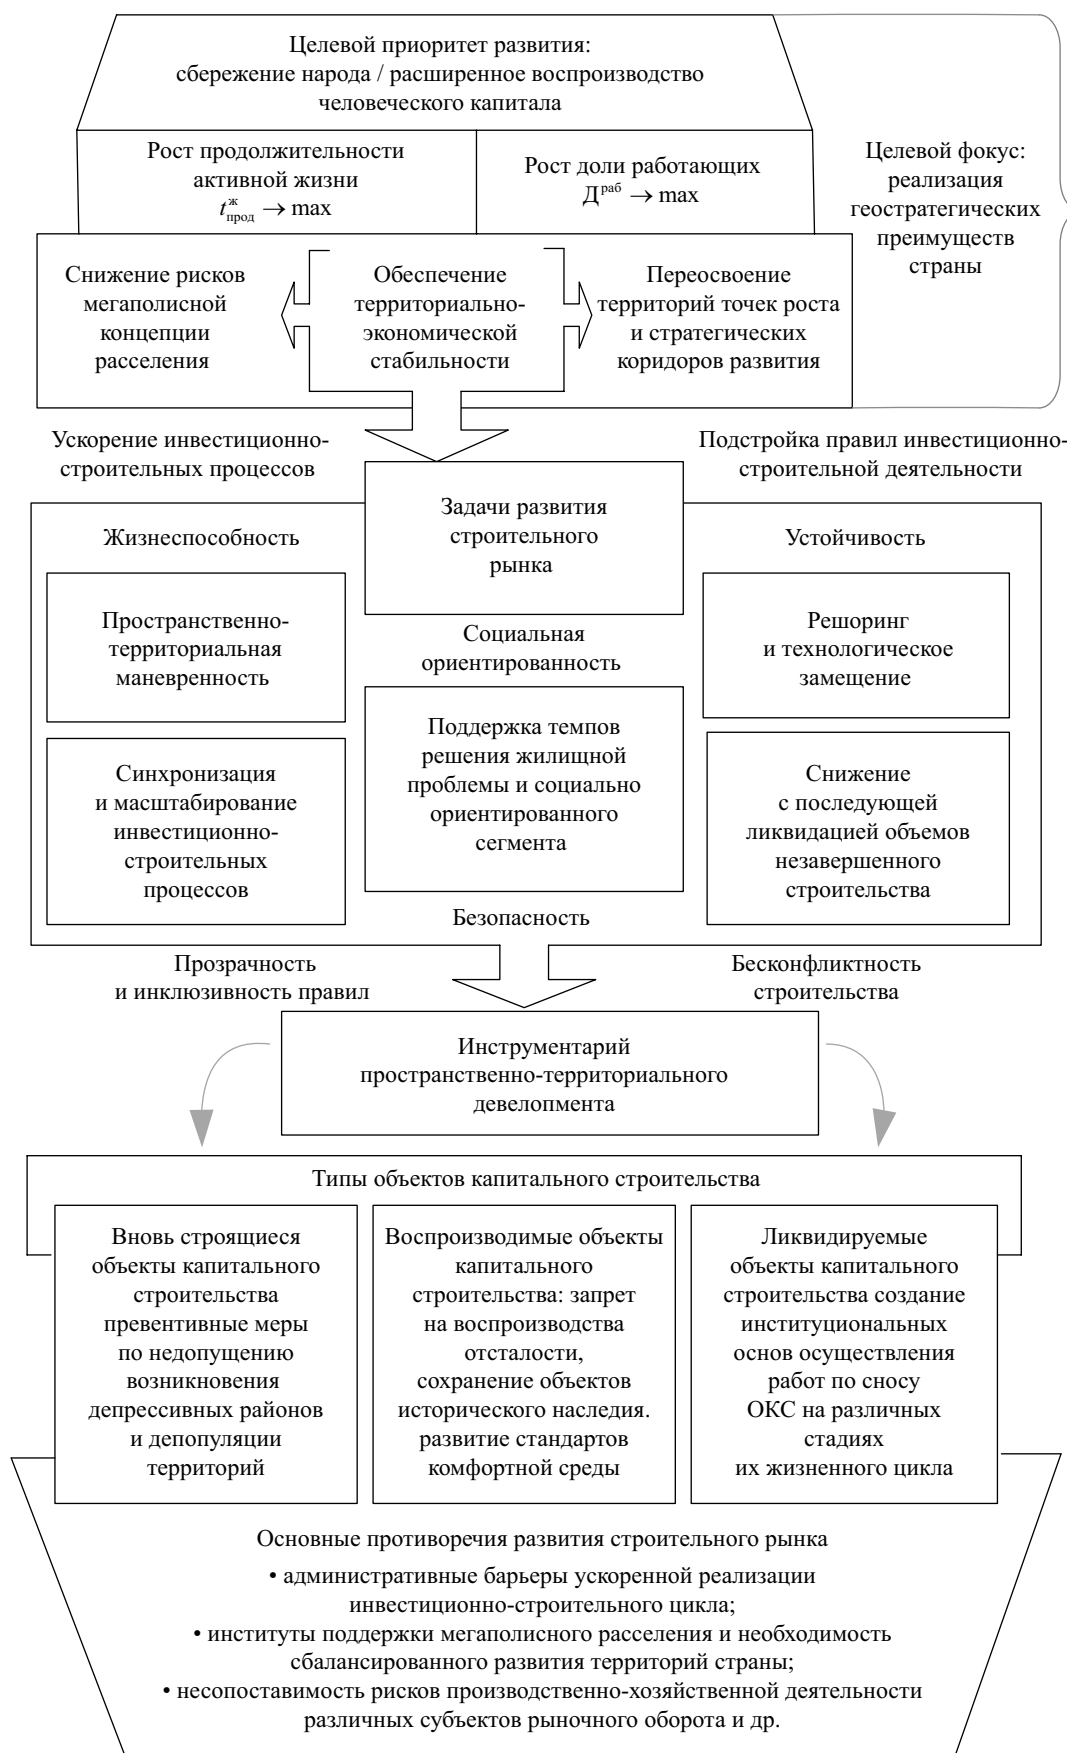 Целевой приоритет развития:
сбережение народа / расширенное воспроизводство
человеческого капитала
Рост продолжительности
активной жизни
t^ж_прод → max
Рост доли работающих
Д^раб → max
Целевой фокус:
реализация
геостратегических
преимуществ
страны
Снижение рисков
мегаполисной
концепции
расселения
Обеспечение
территориально-
экономической
стабильности
Переосвоение
территорий точек роста
и стратегических
коридоров развития
Ускорение инвестиционно-
строительных процессов
Подстройка правил инвестиционно-
строительной деятельности
Задачи развития
строительного
рынка
Жизнеспособность
Устойчивость
Пространственно-
территориальная
маневренность
Социальная
ориентированность
Решоринг
и технологическое
замещение
Синхронизация
и масштабирование
инвестиционно-
строительных
процессов
Поддержка темпов
решения жилищной
проблемы и социально
ориентированного
сегмента
Снижение
с последующей
ликвидацией объемов
незавершенного
строительства
Безопасность
Прозрачность
и инклюзивность правил
Бесконфликтность
строительства
Инструментарий
пространственно-территориального
девелопмента
Типы объектов капитального строительства
Вновь строящиеся
объекты капитального
строительства
превентивные меры
по недопущению
возникновения
депрессивных районов
и депопуляции
территорий
Воспроизводимые объекты
капитального
строительства: запрет
на воспроизводства
отсталости,
сохранение объектов
исторического наследия.
развитие стандартов
комфортной среды
Ликвидируемые
объекты капитального
строительства создание
институциональных
основ осуществления
работ по сносу
ОКС на различных
стадиях
их жизненного цикла
Основные противоречия развития строительного рынка
• административные барьеры ускоренной реализации
инвестиционно-строительного цикла;
• институты поддержки мегаполисного расселения и необходимость
сбалансированного развития территорий страны;
• несопоставимость рисков производственно-хозяйственной деятельности
различных субъектов рыночного оборота и др.